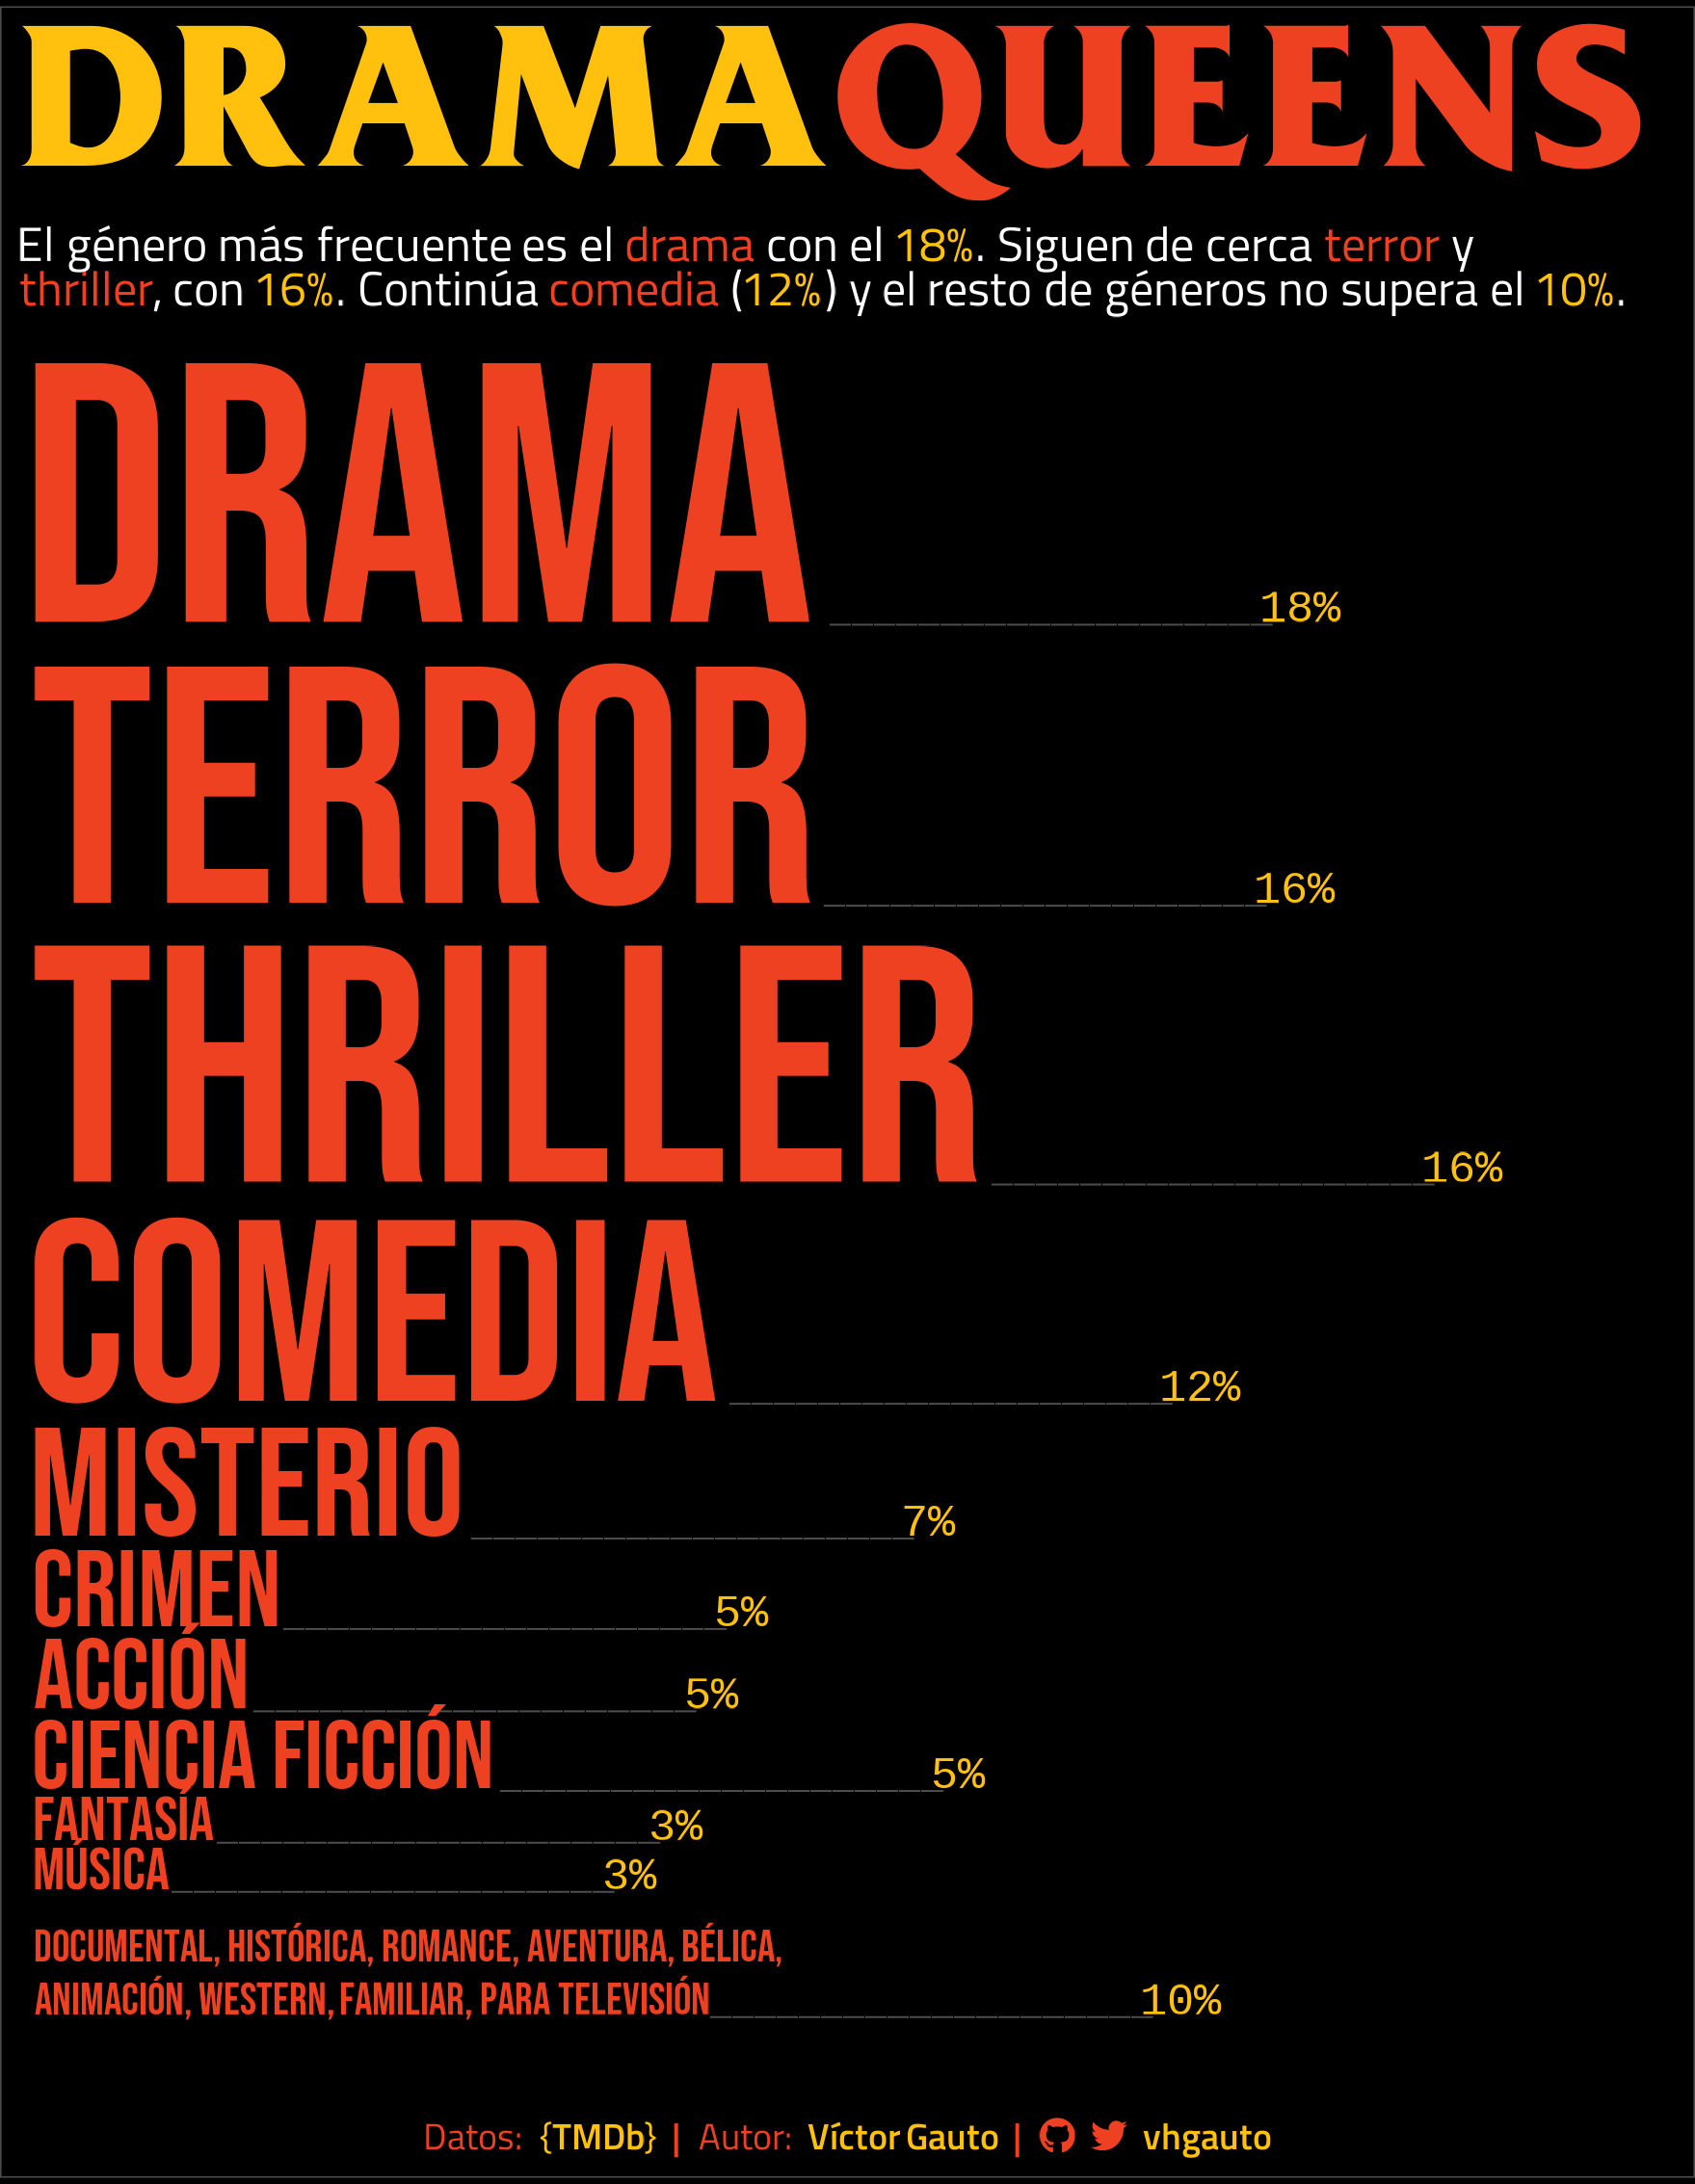 DRAMAQUEENS
El género más frecuente es el drama con el 18%. Siguen de cerca terror y
thriller, con 16%. Continúa comedia (12%) y el resto de géneros no supera el 10%.
DRAMA 18%
TERROR 16%
THRILLER 16%
COMEDIA 12%
MISTERIO 7%
CRIMEN 5%
ACCIÓN 5%
CIENCIA FICCIÓN 5%
FANTASÍA 3%
MÚSICA 3%
DOCUMENTAL, HISTÓRICA, ROMANCE, AVENTURA, BÉLICA,
ANIMACIÓN, WESTERN, FAMILIAR, PARA TELEVISIÓN 10%
Datos: {TMDb} | Autor: Víctor Gauto | vhgauto